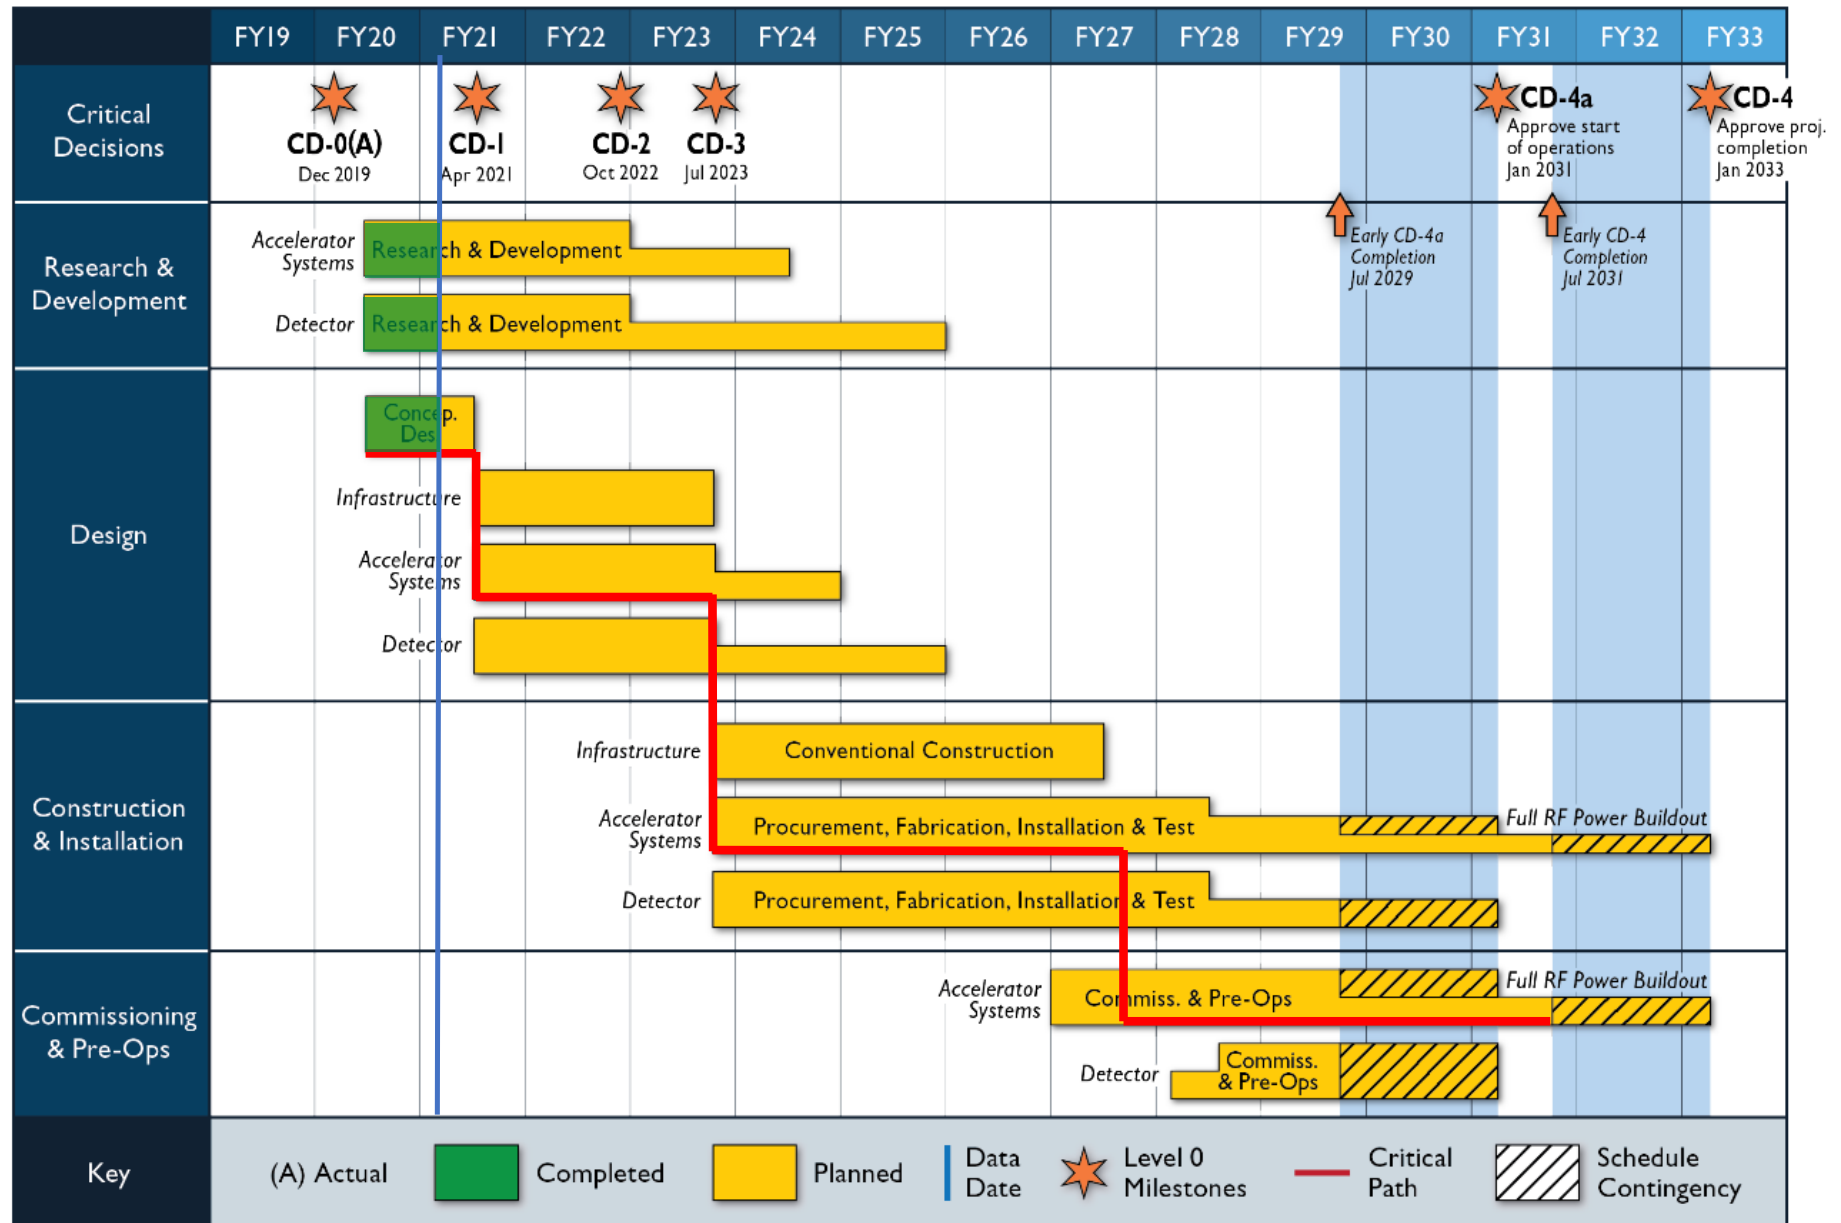 FY19 FY20 FY21 FY22 FY23 FY24 FY25 FY26 FY27 FY28 FY29 FY30 FY31 FY32 FY33
Critical
Decisions
CD-0(A)
Dec 2019
CD-1
Apr 2021
CD-2
Oct 2022
CD-3
Jul 2023
CD-4a
Approve start
of operations
Jan 2031
CD-4
Approve proj.
completion
Jan 2033
Early CD-4a
Completion
Jul 2029
Early CD-4
Completion
Jul 2031
Research &
Development
Accelerator
Systems
Research & Development
Detector
Research & Development
Design
Concep.
Des
Infrastructure
Accelerator
Systems
Detector
Construction
& Installation
Infrastructure
Conventional Construction
Accelerator
Systems
Procurement, Fabrication, Installation & Test
Full RF Power Buildout
Detector
Procurement, Fabrication, Installation & Test
Commissioning
& Pre-Ops
Accelerator
Systems
Commiss. & Pre-Ops
Full RF Power Buildout
Detector
Commiss.
& Pre-Ops
Key
(A) Actual
Completed
Planned
Data
Date
Level 0
Milestones
Critical
Path
Schedule
Contingency